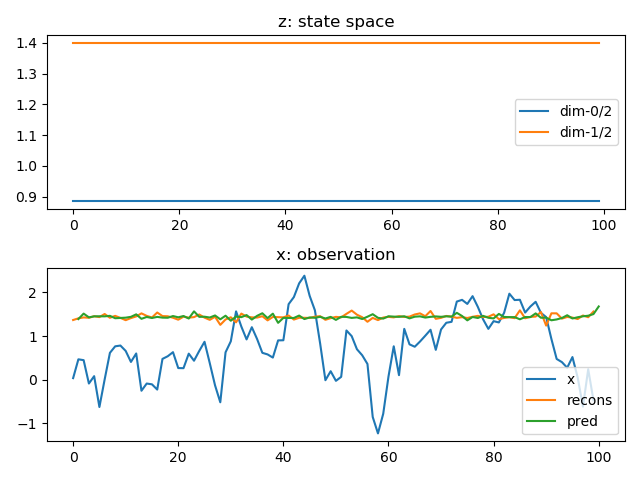 z: state space
1.4
1.3
1.2
1.1
1.0
0.9
dim-0/2
dim-1/2
0 20 40 60 80 100
x: observation
2
1
0
−1
x
recons
pred
0 20 40 60 80 100